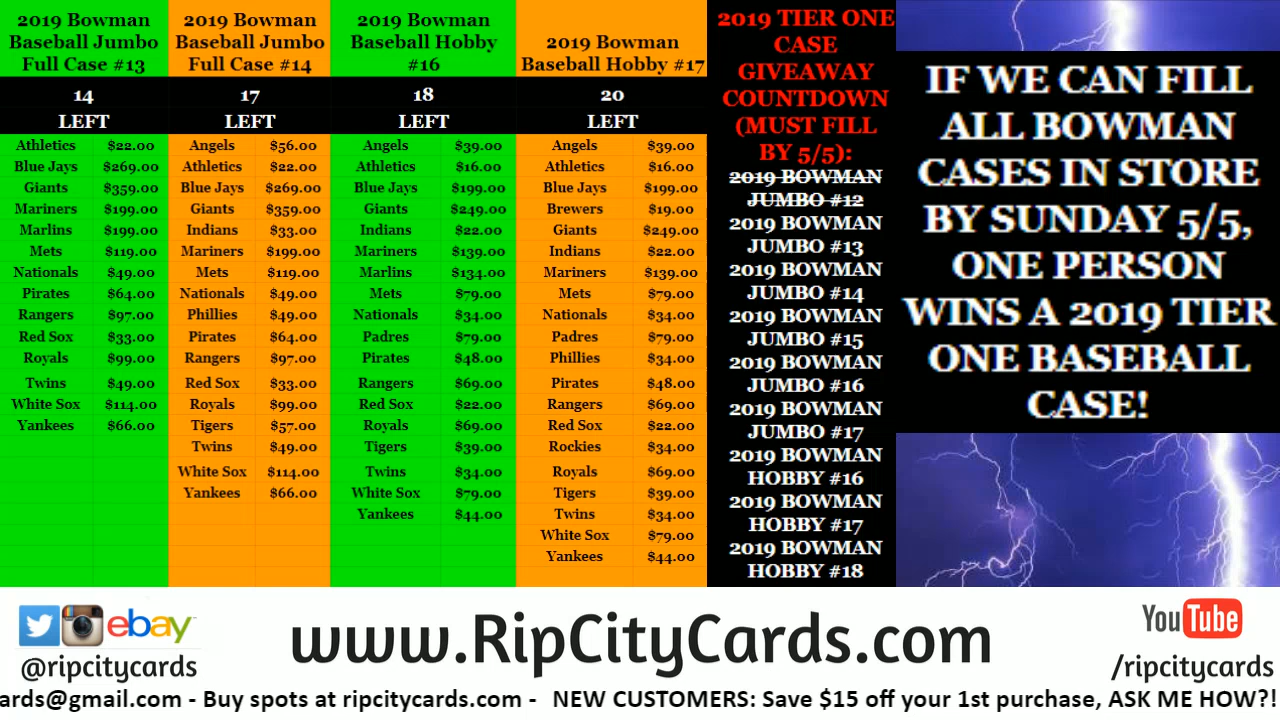 2019 Bowman
Baseball Jumbo
Full Case #13
14
LEFT
Athletics $22.00
Blue Jays $269.00
Giants $359.00
Mariners $199.00
Marlins $199.00
Mets $119.00
Nationals $49.00
Pirates $64.00
Rangers $97.00
Red Sox $33.00
Royals $99.00
Twins $49.00
White Sox $114.00
Yankees $66.00
2019 Bowman
Baseball Jumbo
Full Case #14
17
LEFT
Angels $56.00
Athletics $22.00
Blue Jays $269.00
Giants $359.00
Indians $33.00
Mariners $199.00
Mets $119.00
Nationals $49.00
Phillies $49.00
Pirates $64.00
Rangers $97.00
Red Sox $33.00
Royals $99.00
Tigers $57.00
Twins $49.00
White Sox $114.00
Yankees $66.00
2019 Bowman
Baseball Hobby
#16
18
LEFT
Angels $39.00
Athletics $16.00
Blue Jays $199.00
Giants $249.00
Indians $22.00
Mariners $139.00
Marlins $134.00
Mets $79.00
Nationals $34.00
Padres $79.00
Pirates $48.00
Rangers $69.00
Red Sox $22.00
Royals $69.00
Tigers $39.00
Twins $34.00
White Sox $79.00
Yankees $44.00
2019 Bowman
Baseball Hobby #17
20
LEFT
Angels $39.00
Athletics $16.00
Blue Jays $199.00
Brewers $19.00
Giants $249.00
Indians $22.00
Mariners $139.00
Mets $79.00
Nationals $34.00
Padres $79.00
Phillies $34.00
Pirates $48.00
Rangers $69.00
Red Sox $22.00
Rockies $34.00
Royals $69.00
Tigers $39.00
Twins $34.00
White Sox $79.00
Yankees $44.00
2019 TIER ONE
CASE
GIVEAWAY
COUNTDOWN
(MUST FILL
BY 5/5):
2019 BOWMAN
JUMBO #12
2019 BOWMAN
JUMBO #13
2019 BOWMAN
JUMBO #14
2019 BOWMAN
JUMBO #15
2019 BOWMAN
JUMBO #16
2019 BOWMAN
JUMBO #17
2019 BOWMAN
HOBBY #16
2019 BOWMAN
HOBBY #17
2019 BOWMAN
HOBBY #18
IF WE CAN FILL
ALL BOWMAN
CASES IN STORE
BY SUNDAY 5/5,
ONE PERSON
WINS A 2019 TIER
ONE BASEBALL
CASE!
ebay
@ripcitycards
www.RipCityCards.com
YouTube
/ripcitycards
ards@gmail.com - Buy spots at ripcitycards.com - NEW CUSTOMERS: Save $15 off your 1st purchase, ASK ME HOW?!